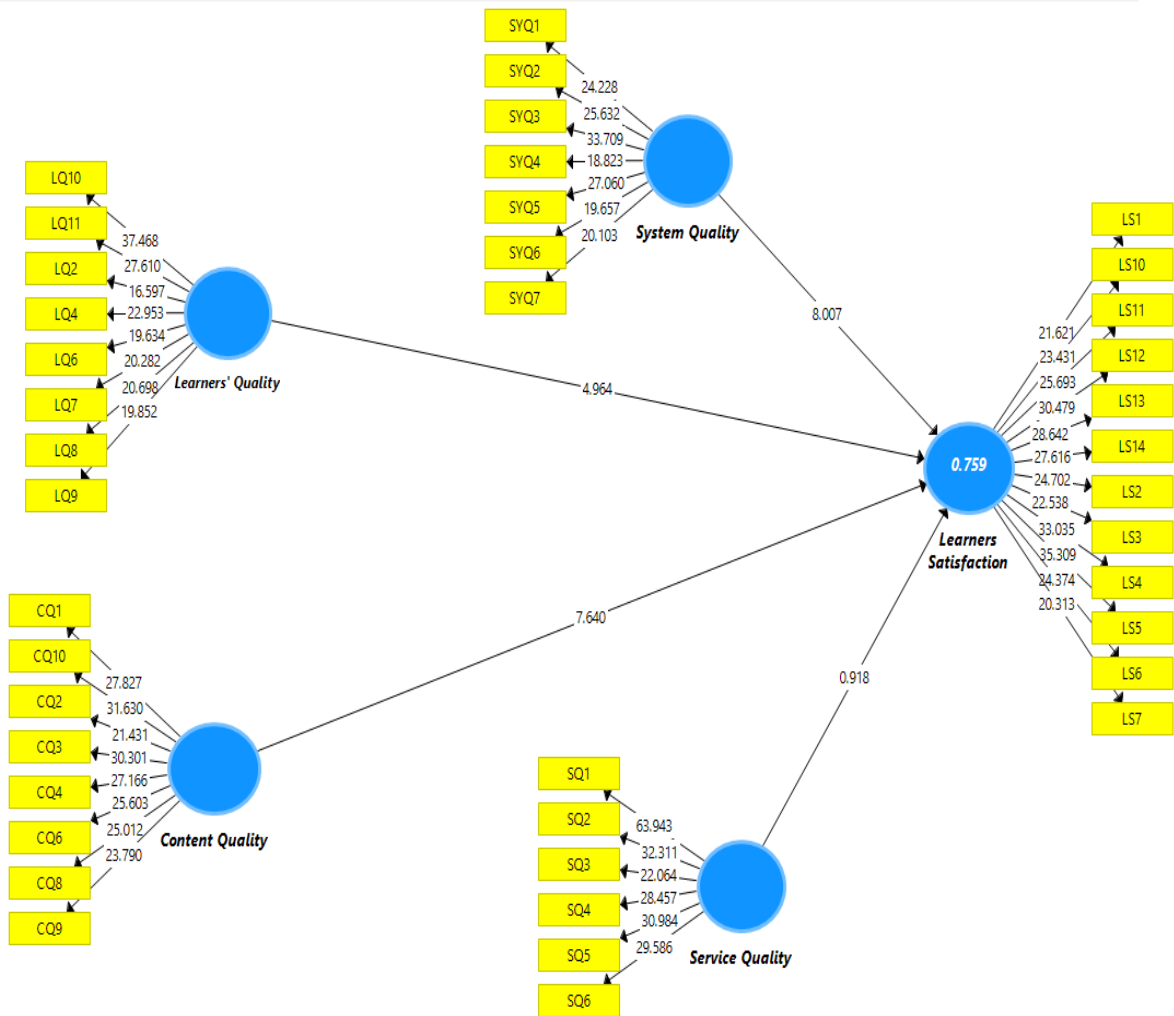 SYQ1
SYQ2
SYQ3
SYQ4
SYQ5
SYQ6
SYQ7
24.228
25.632
33.709
18.823
27.060
19.657
20.103
System Quality
8.007
LQ10
LQ11
LQ2
LQ4
LQ6
LQ7
LQ8
LQ9
37.468
27.610
16.597
22.953
19.634
20.282
20.698
19.852
Learners' Quality
4.964
LS1
LS10
LS11
LS12
LS13
LS14
LS2
LS3
LS4
LS5
LS6
LS7
21.621
23.431
25.693
30.479
28.642
27.616
24.702
22.538
33.035
35.309
24.374
20.313
0.759
Learners
Satisfaction
CQ1
CQ10
CQ2
CQ3
CQ4
CQ6
CQ8
CQ9
27.827
31.630
21.431
30.301
27.166
25.603
25.012
23.790
Content Quality
7.640
0.918
SQ1
SQ2
SQ3
SQ4
SQ5
SQ6
63.943
32.311
22.064
28.457
30.984
29.586
Service Quality